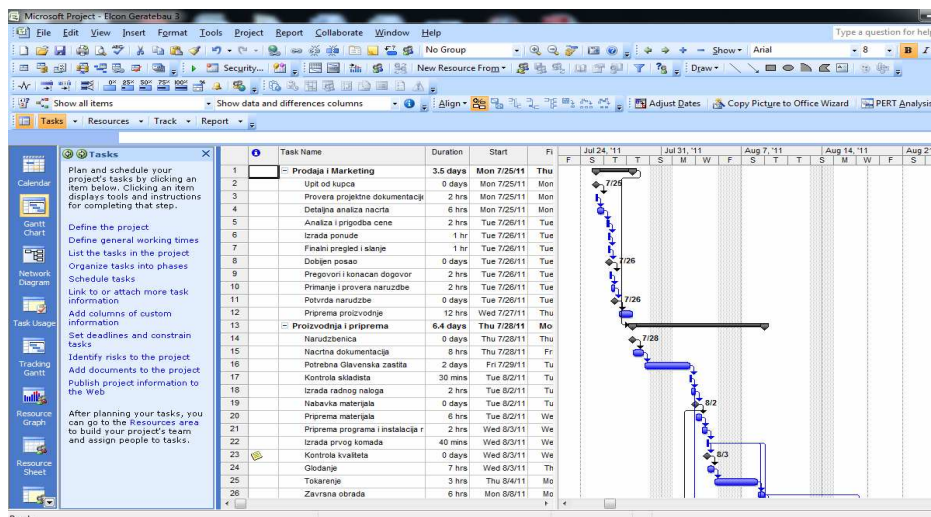 Microsoft Project - Elcon Geratebau 3
File Edit View Insert Format Tools Project Report Collaborate Window Help
Type a question for help
No Group
Show
Arial
8
B I
Security...
New Resource From
Draw
0% 25% 50% 75% 100%
Show all items
Show data and differences columns
Align
Adjust Dates
Copy Picture to Office Wizard
PERT Analysis
Tasks Resources Track Report
Calendar
Gantt Chart
Network Diagram
Task Usage
Tracking Gantt
Resource Graph
Resource Sheet
Tasks
Plan and schedule your
project's tasks by clicking an
item below. Clicking an item
displays tools and instructions
for completing that step.
Define the project
Define general working times
List the tasks in the project
Organize tasks into phases
Schedule tasks
Link to or attach more task
information
Add columns of custom
information
Set deadlines and constrain
tasks
Identify risks to the project
Add documents to the project
Publish project information to
the Web
After planning your tasks, you
can go to the Resources area
to build your project's team
and assign people to tasks.
Task Name Duration Start Fi
1 Prodaja i Marketing 3.5 days Mon 7/25/11 Thu
2 Upit od kupca 0 days Mon 7/25/11 Mon
3 Provera projektne dokumentacije 2 hrs Mon 7/25/11 Mon
4 Detaljna analiza nacrta 6 hrs Mon 7/25/11 Mon
5 Analiza i prigodba cene 2 hrs Tue 7/26/11 Tue
6 Izrada ponude 1 hr Tue 7/26/11 Tue
7 Finalni pregled i slanje 1 hr Tue 7/26/11 Tue
8 Dobijen posao 0 days Tue 7/26/11 Tue
9 Pregovori i konacan dogovor 2 hrs Tue 7/26/11 Tue
10 Primanje i provera naruzdbe 2 hrs Tue 7/26/11 Tue
11 Potvrda narudzbe 0 days Tue 7/26/11 Tue
12 Priprema proizvodnje 12 hrs Wed 7/27/11 Thu
13 Proizvodnja i priprema 6.4 days Thu 7/28/11 Mo
14 Narudzbenica 0 days Thu 7/28/11 Thu
15 Nacrtna dokumentacija 8 hrs Thu 7/28/11 Fr
16 Potrebna Glavenska zastita 2 days Fri 7/29/11 Tu
17 Kontrola skladista 30 mins Tue 8/2/11 Tu
18 Izrada radnog naloga 2 hrs Tue 8/2/11 Tu
19 Nabavka materijala 0 days Tue 8/2/11 Tu
20 Priprema materijala 6 hrs Tue 8/2/11 We
21 Priprema programa i instalacija r 2 hrs Wed 8/3/11 We
22 Izrada prvog komada 40 mins Wed 8/3/11 We
23 Kontrola kvaliteta 0 days Wed 8/3/11 We
24 Glodanje 7 hrs Wed 8/3/11 Th
25 Tokarenje 3 hrs Thu 8/4/11 Mo
26 Zavrsna obrada 6 hrs Mon 8/8/11 Mo
Jul 24, '11 Jul 31, '11 Aug 7, '11 Aug 14, '11 Aug 2
F S T T S M W F S T T S M W F S
7/25
7/26
7/26
7/28
8/2
8/3